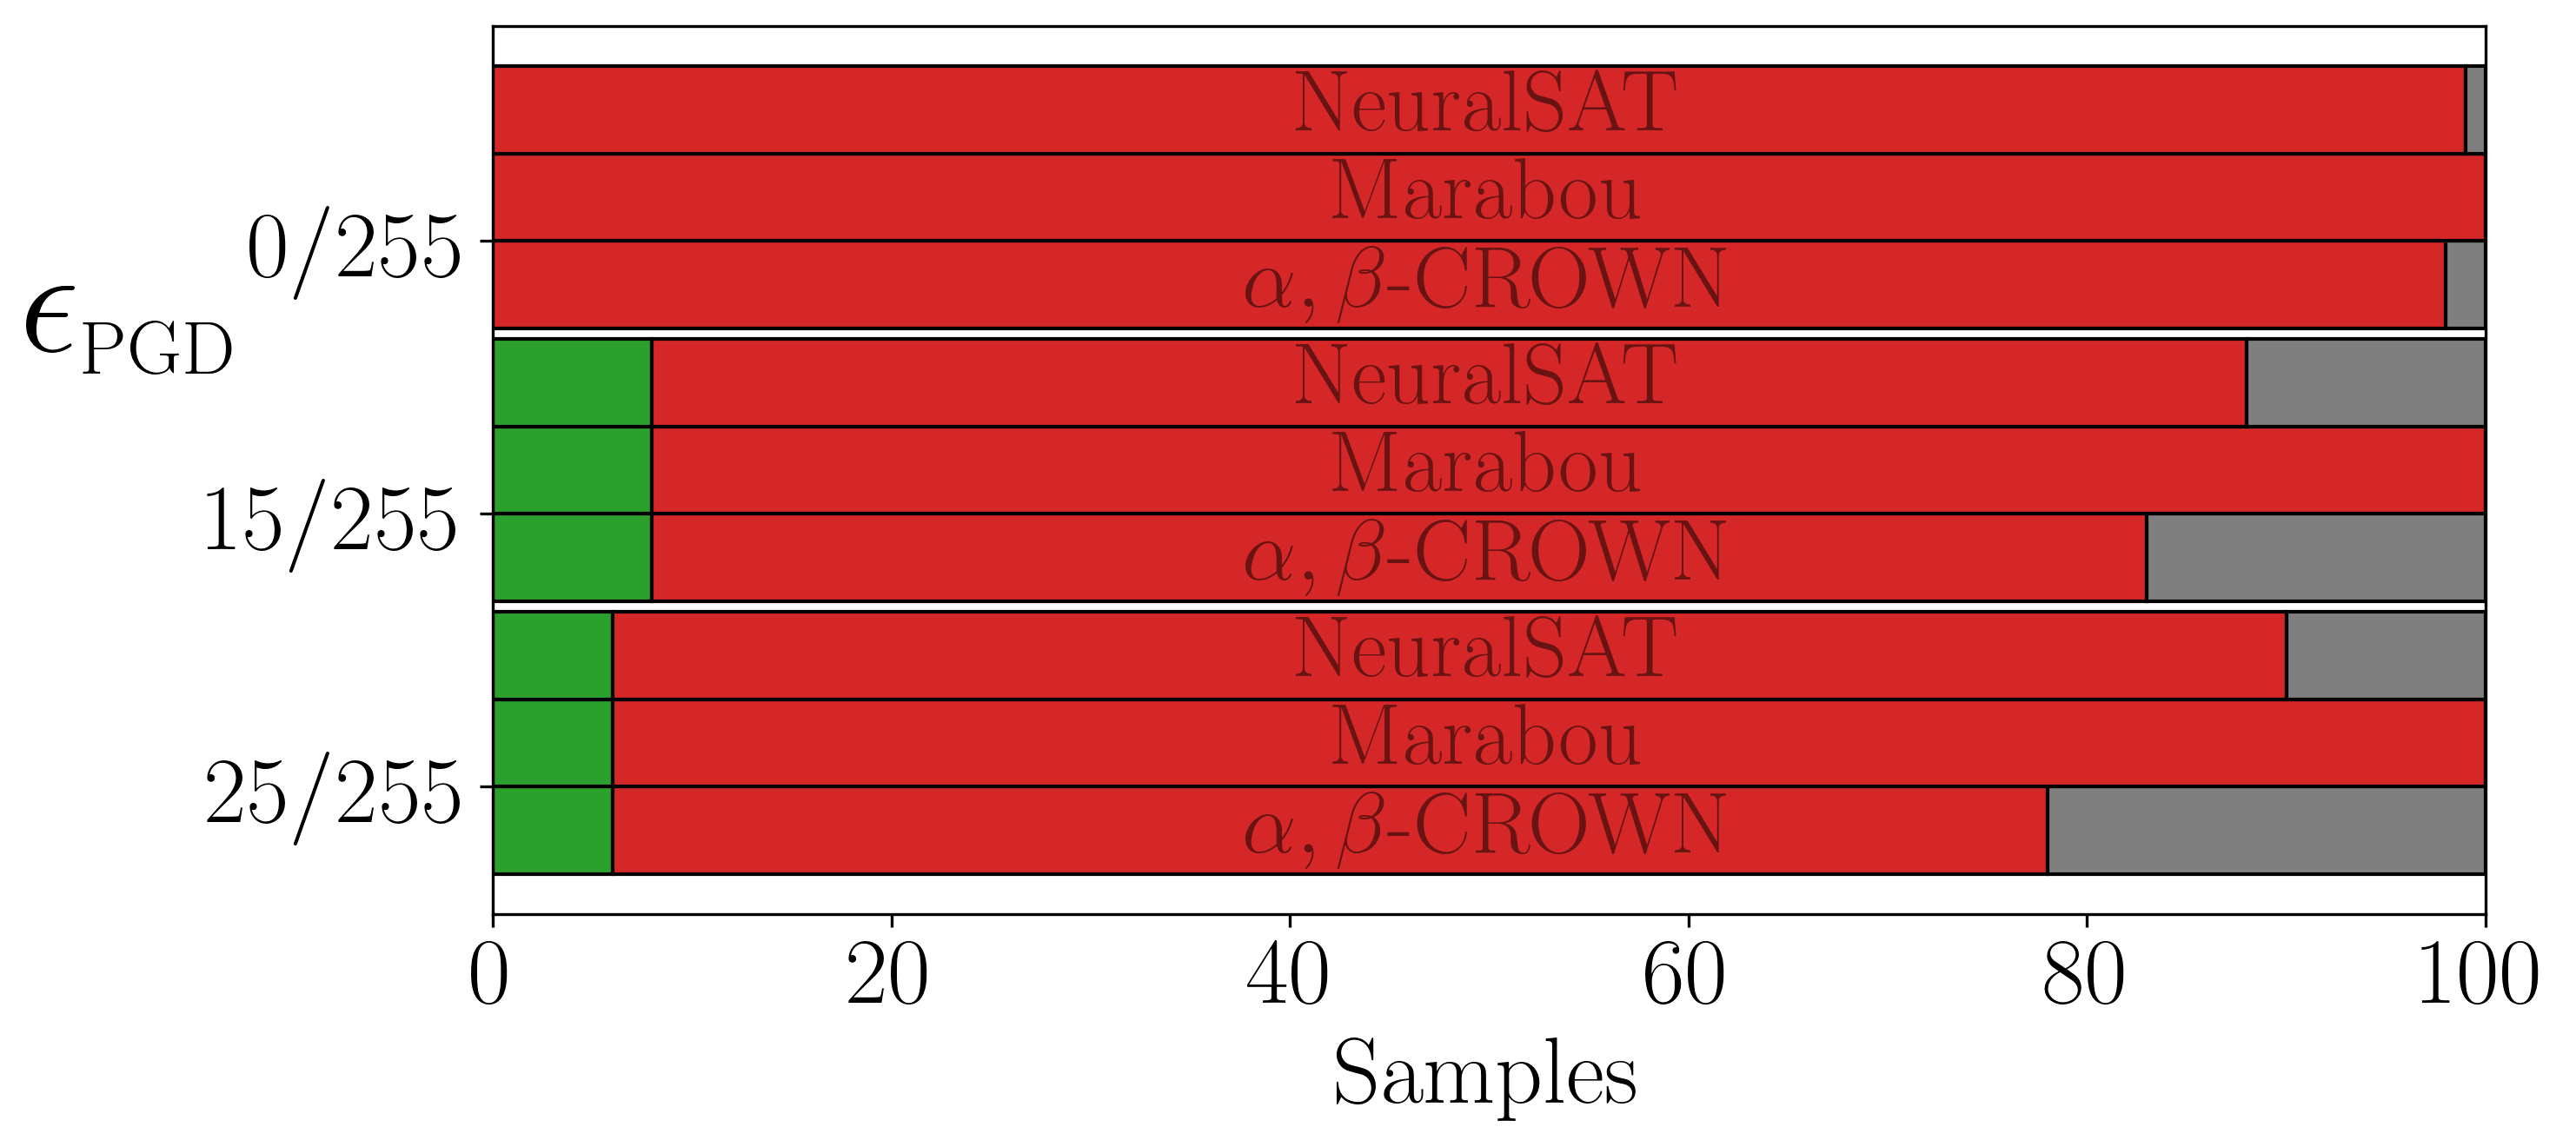 NeuralSAT
Marabou
0/255
α, β-CROWN
ϵPGD
NeuralSAT
Marabou
15/255
α, β-CROWN
NeuralSAT
Marabou
25/255
α, β-CROWN
0 20 40 60 80 100
Samples